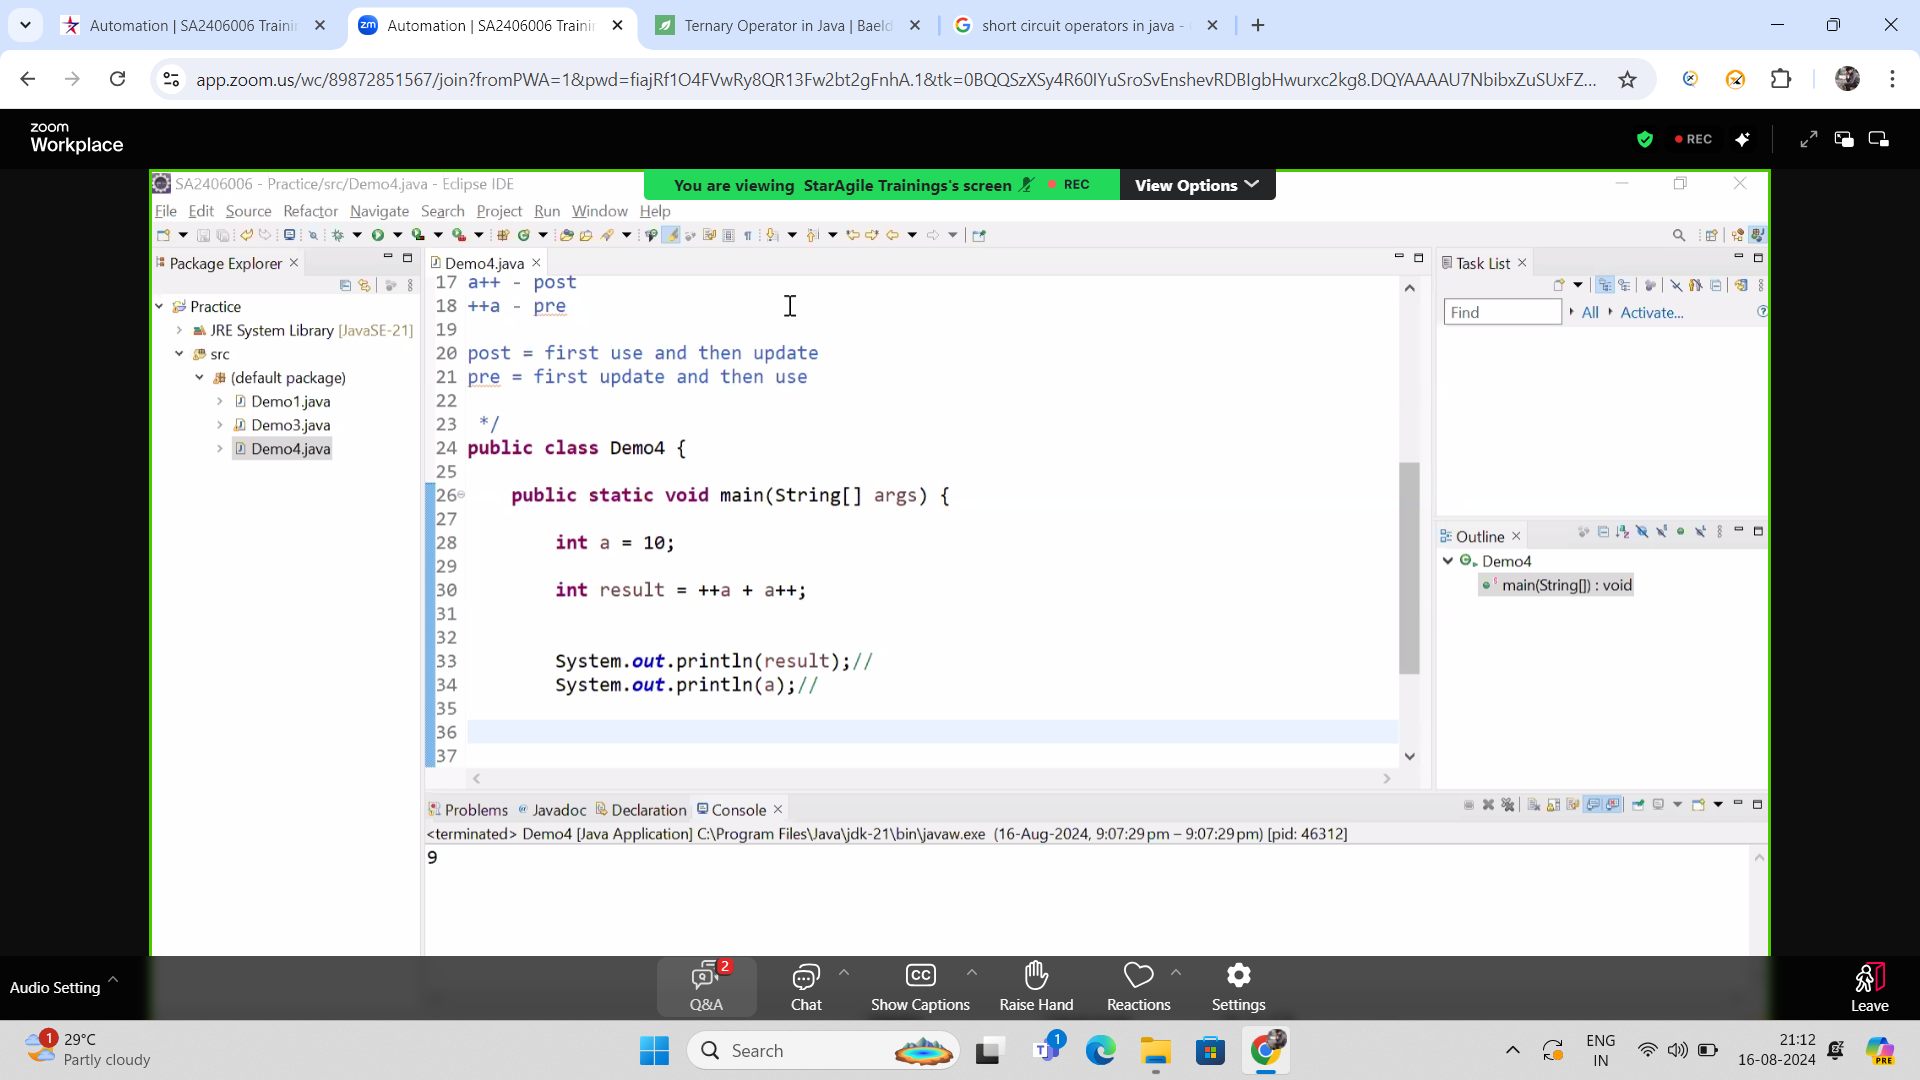 Automation | SA2406006 Traini
Automation | SA2406006 Traini
Ternary Operator in Java | Baeld
short circuit operators in java -
app.zoom.us/wc/89872851567/join?fromPWA=1&pwd=fiajRf1O4FVwRy8QR13Fw2bt2gFnhA.1&tk=0BQQSzXSy4R60IYuSroSvEnshevRDBIgbHwurxc2kg8.DQYAAAAU7NbibxZuSUxFZ...
zoom
Workplace
REC
SA2406006 - Practice/src/Demo4.java - Eclipse IDE
You are viewing StarAgile Trainings's screen
REC
View Options
File Edit Source Refactor Navigate Search Project Run Window Help
Package Explorer
Practice
JRE System Library [JavaSE-21]
src
(default package)
Demo1.java
Demo3.java
Demo4.java
Demo4.java
17 a++ - post
18 ++a - pre
19
20 post = first use and then update
21 pre = first update and then use
22
23 */
24 public class Demo4 {
25
26 public static void main(String[] args) {
27
28 int a = 10;
29
30 int result = ++a + a++;
31
32
33 System.out.println(result);//
34 System.out.println(a);//
35
36
37
Task List
Find
All
Activate...
Outline
Demo4
main(String[]) : void
Problems Javadoc Declaration Console
<terminated> Demo4 [Java Application] C:\Program Files\Java\jdk-21\bin\javaw.exe (16-Aug-2024, 9:07:29 pm – 9:07:29 pm) [pid: 46312]
9
Audio Setting
2
Q&A
Chat
CC
Show Captions
Raise Hand
Reactions
Settings
Leave
1
29°C
Partly cloudy
Search
1
ENG
IN
21:12
16-08-2024
PRE